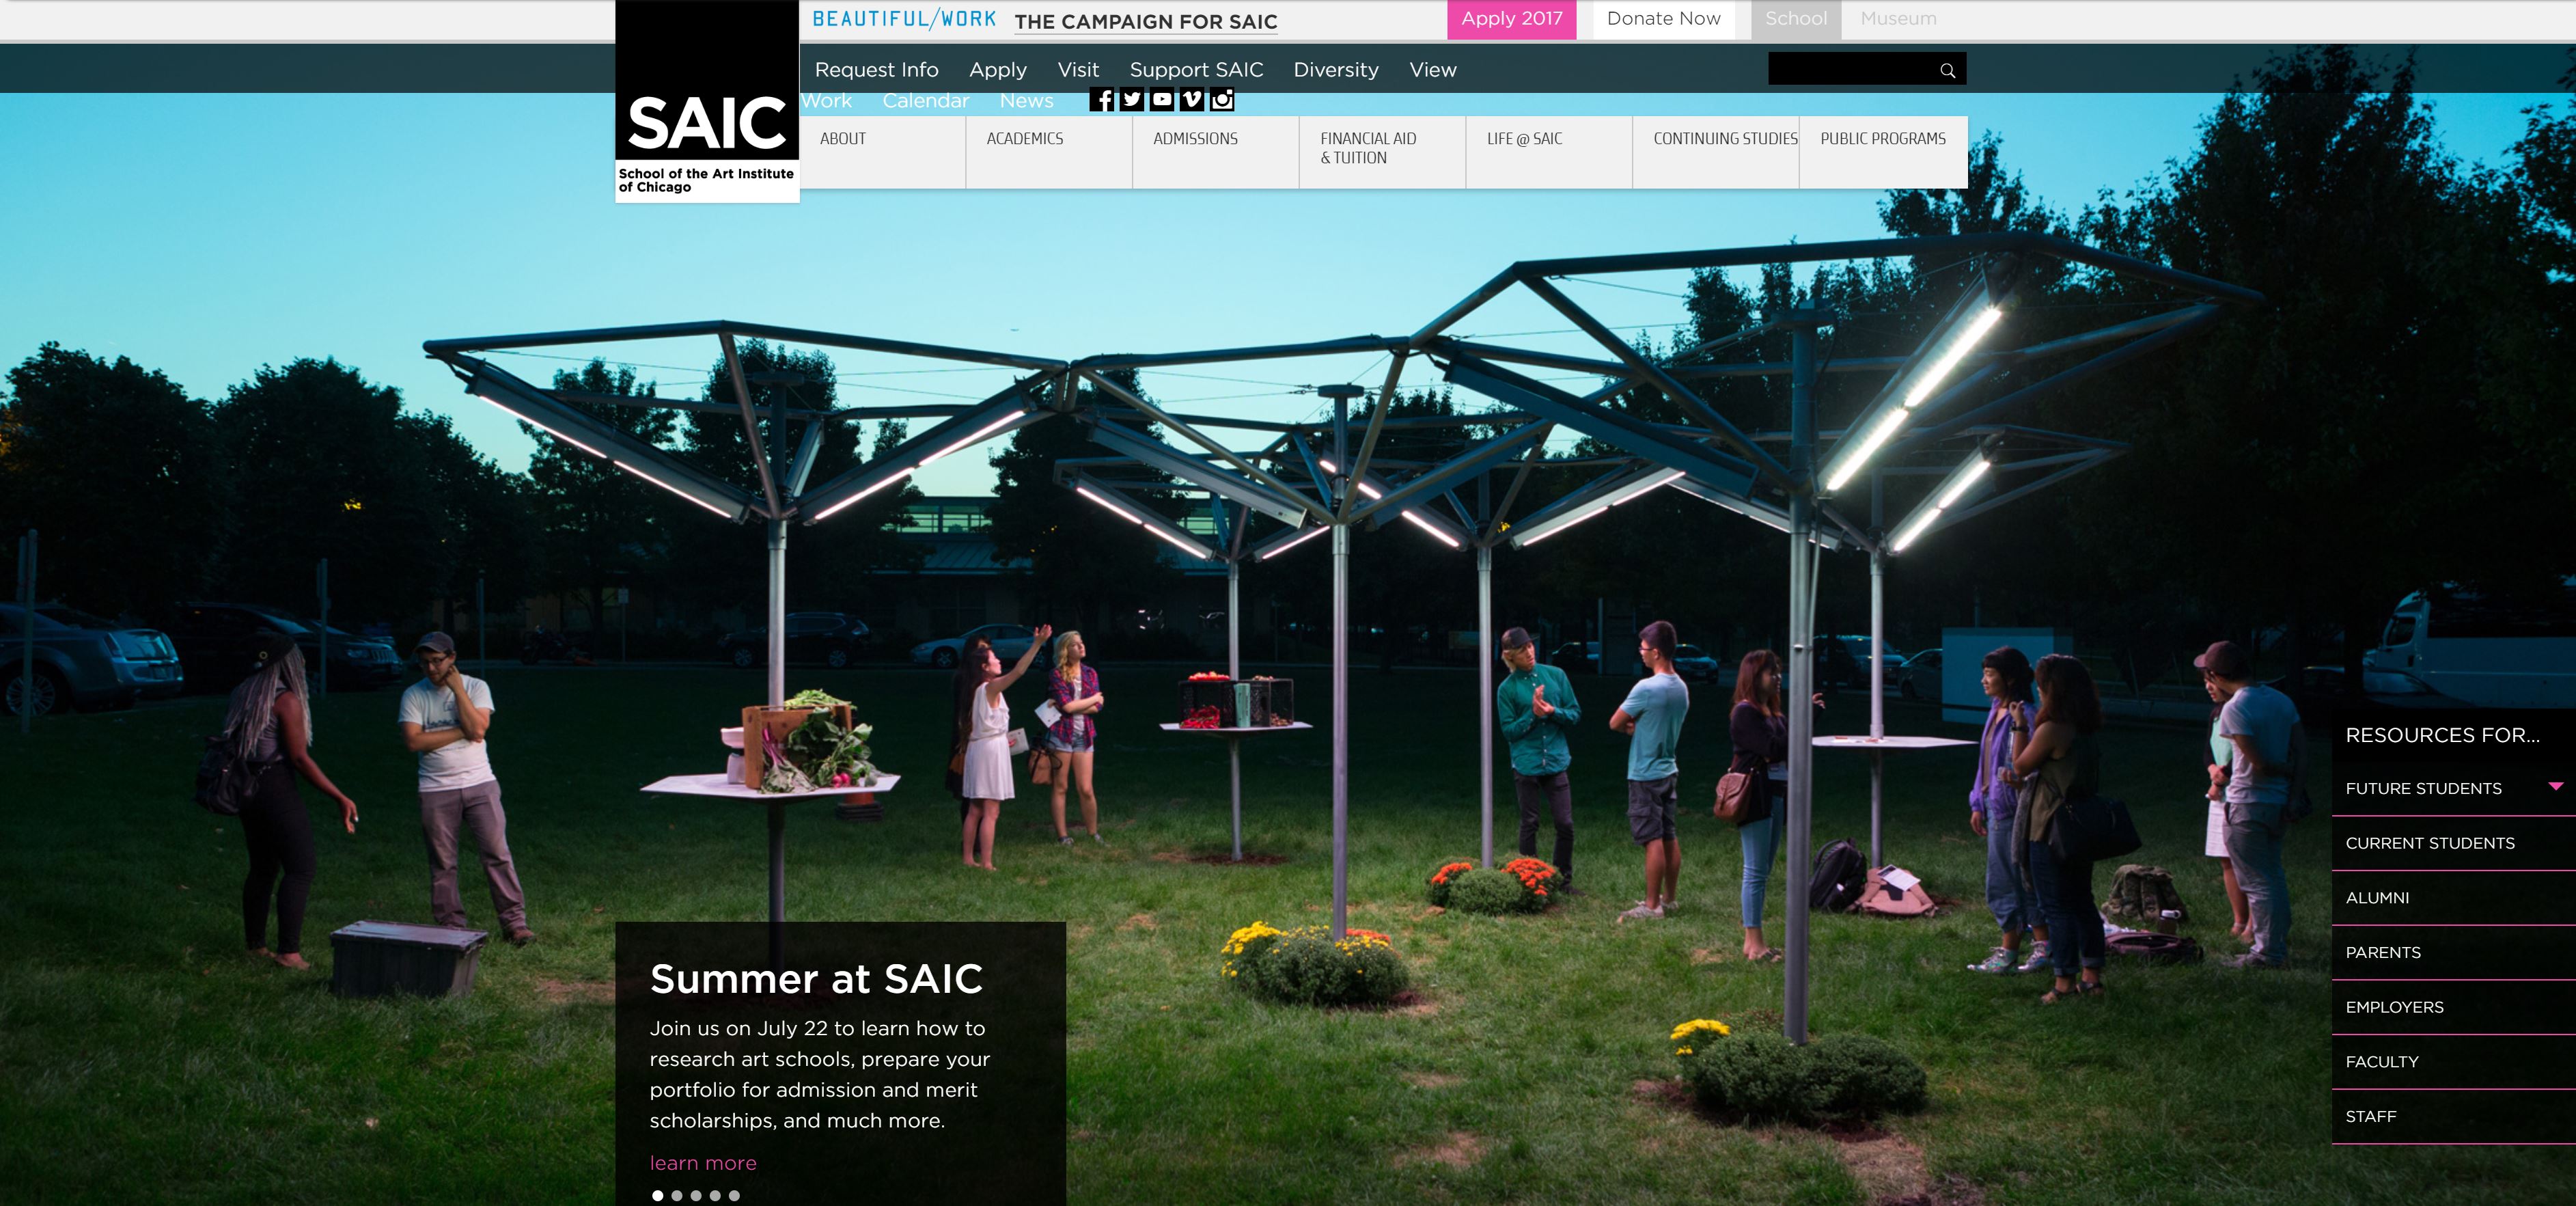 BEAUTIFUL/WORK THE CAMPAIGN FOR SAIC
Apply 2017
Donate Now
School
Museum
Request Info Apply Visit Support SAIC Diversity View
Work Calendar News
SAIC
School of the Art Institute
of Chicago
ABOUT
ACADEMICS
ADMISSIONS
FINANCIAL AID
& TUITION
LIFE @ SAIC
CONTINUING STUDIES
PUBLIC PROGRAMS
Summer at SAIC
Join us on July 22 to learn how to
research art schools, prepare your
portfolio for admission and merit
scholarships, and much more.
learn more
RESOURCES FOR...
FUTURE STUDENTS
CURRENT STUDENTS
ALUMNI
PARENTS
EMPLOYERS
FACULTY
STAFF